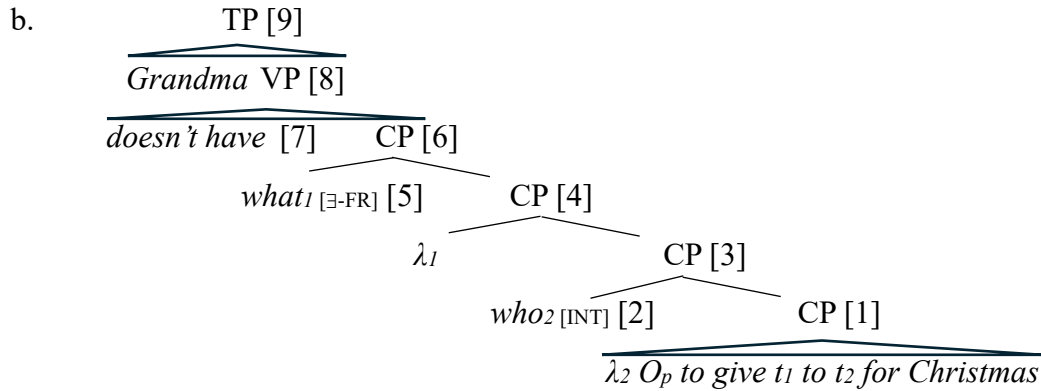 b. TP [9]
Grandma VP [8]
doesn't have [7] CP [6]
what1 [∃-FR] [5] CP [4]
λ1 CP [3]
who2 [INT] [2] CP [1]
λ2 Op to give t1 to t2 for Christmas